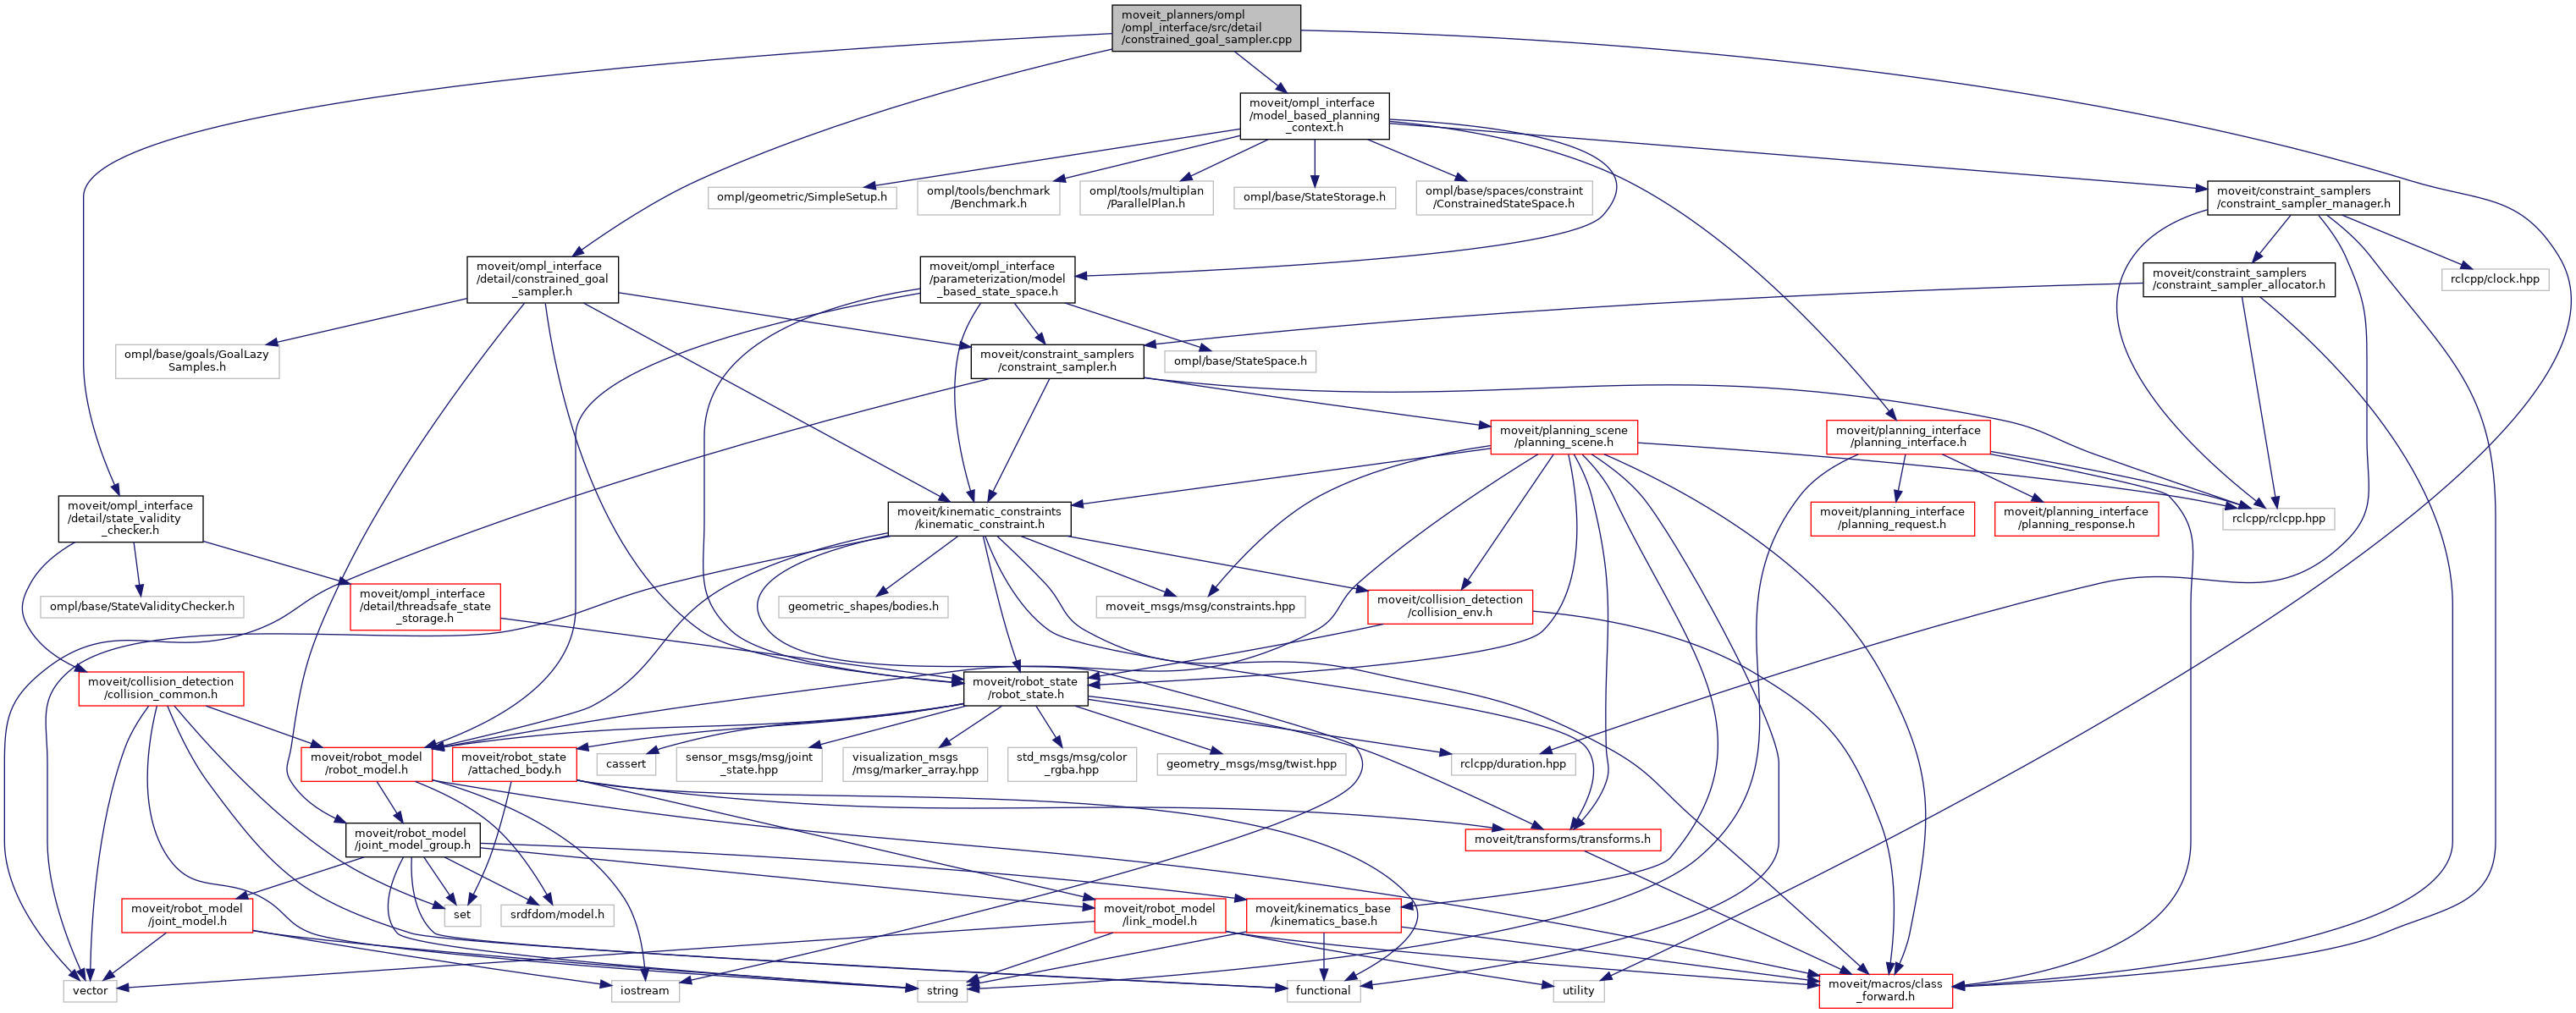 moveit_planners/ompl
/ompl_interface/src/detail
/constrained_goal_sampler.cpp
moveit/ompl_interface
/model_based_planning
_context.h
ompl/geometric/SimpleSetup.h
ompl/tools/benchmark
/Benchmark.h
ompl/tools/multiplan
/ParallelPlan.h
ompl/base/StateStorage.h
ompl/base/spaces/constraint
/ConstrainedStateSpace.h
moveit/constraint_samplers
/constraint_sampler_manager.h
moveit/ompl_interface
/detail/constrained_goal
_sampler.h
moveit/ompl_interface
/parameterization/model
_based_state_space.h
moveit/constraint_samplers
/constraint_sampler_allocator.h
rclcpp/clock.hpp
ompl/base/goals/GoalLazy
Samples.h
moveit/constraint_samplers
/constraint_sampler.h
ompl/base/StateSpace.h
moveit/planning_scene
/planning_scene.h
moveit/planning_interface
/planning_interface.h
moveit/ompl_interface
/detail/state_validity
_checker.h
moveit/kinematic_constraints
/kinematic_constraint.h
moveit/planning_interface
/planning_request.h
moveit/planning_interface
/planning_response.h
rclcpp/rclcpp.hpp
ompl/base/StateValidityChecker.h
moveit/ompl_interface
/detail/threadsafe_state
_storage.h
geometric_shapes/bodies.h
moveit_msgs/msg/constraints.hpp
moveit/collision_detection
/collision_env.h
moveit/collision_detection
/collision_common.h
moveit/robot_state
/robot_state.h
moveit/robot_model
/robot_model.h
moveit/robot_state
/attached_body.h
cassert
sensor_msgs/msg/joint
_state.hpp
visualization_msgs
/msg/marker_array.hpp
std_msgs/msg/color
_rgba.hpp
geometry_msgs/msg/twist.hpp
rclcpp/duration.hpp
moveit/robot_model
/joint_model_group.h
moveit/transforms/transforms.h
moveit/robot_model
/joint_model.h
set
srdfdom/model.h
moveit/robot_model
/link_model.h
moveit/kinematics_base
/kinematics_base.h
vector
iostream
string
functional
utility
moveit/macros/class
_forward.h